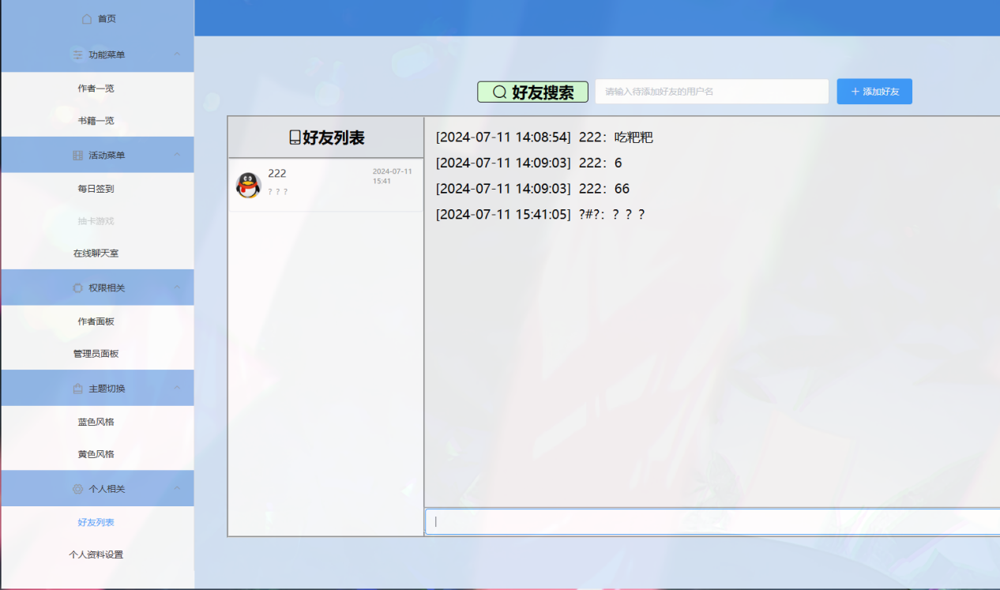 首页
功能菜单
作者一览
书籍一览
活动菜单
每日签到
抽卡游戏
在线聊天室
权限相关
作者面板
管理员面板
主题切换
蓝色风格
黄色风格
个人相关
好友列表
个人资料设置
好友搜索
请输入待添加好友的用户名
+ 添加好友
好友列表
222
2024-07-11
15:41
? ? ?
[2024-07-11 14:08:54] 222：吃粑粑
[2024-07-11 14:09:03] 222：6
[2024-07-11 14:09:03] 222：66
[2024-07-11 15:41:05] ?#?：? ? ?